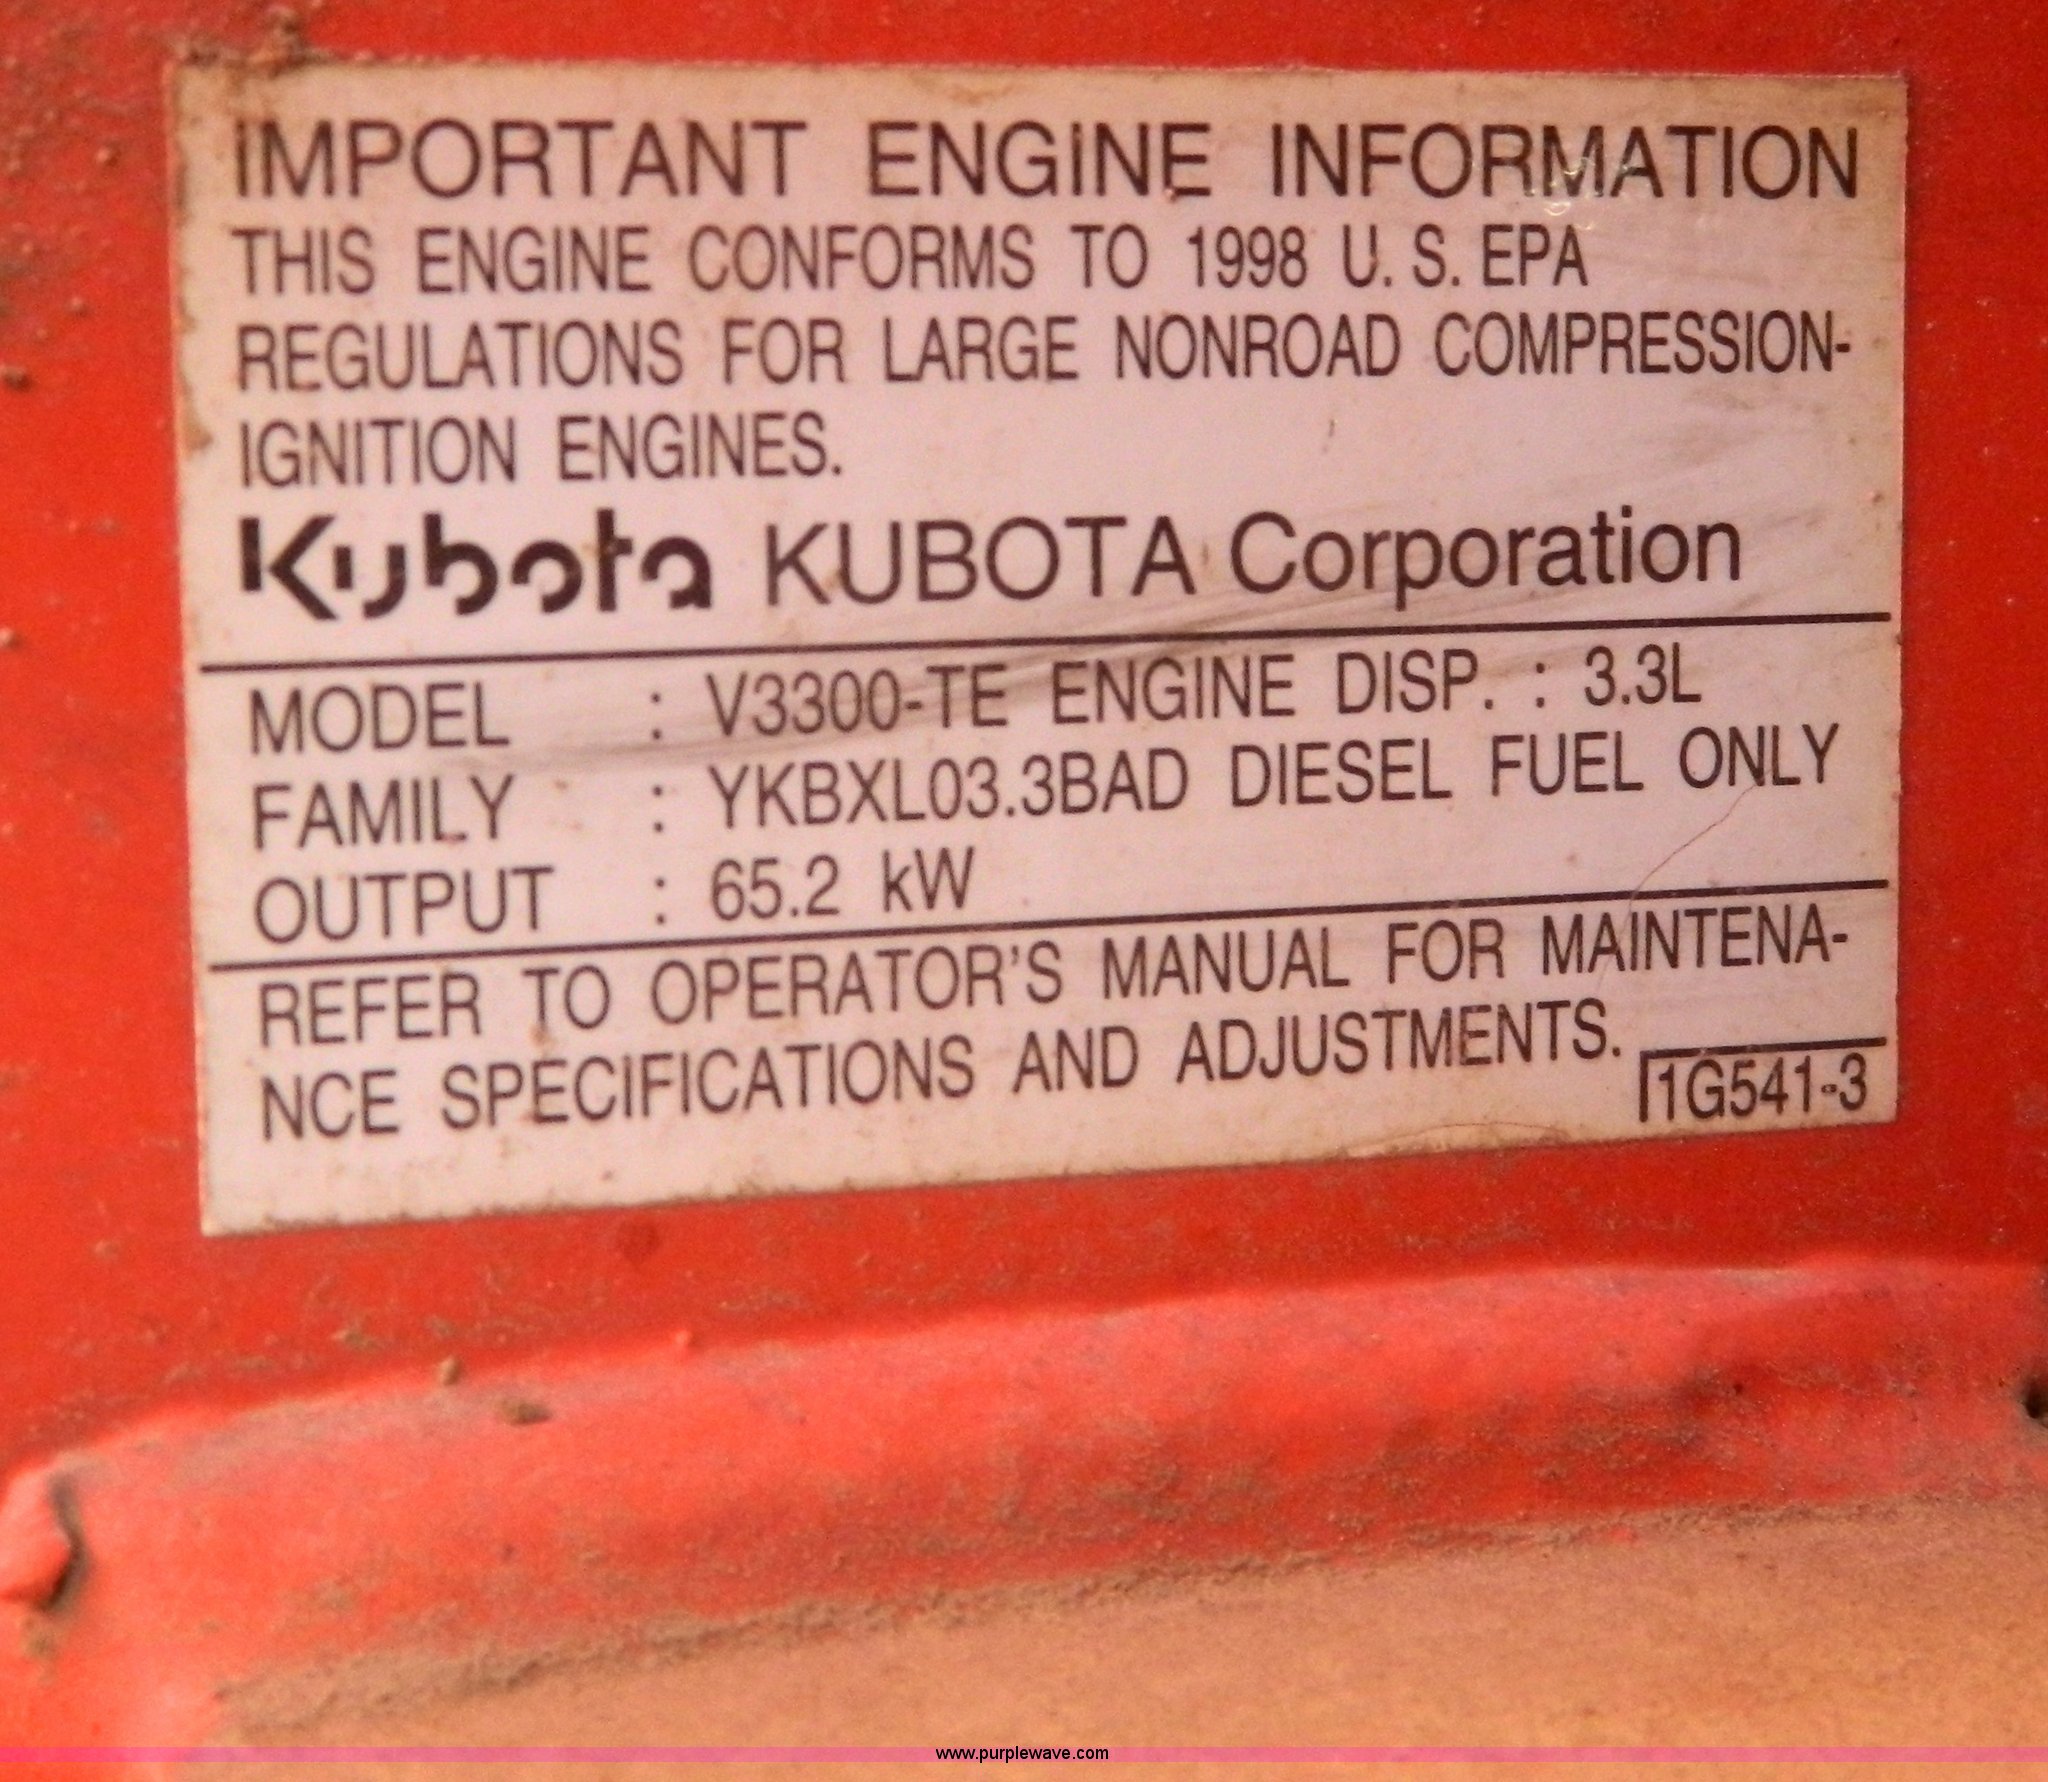 IMPORTANT ENGINE INFORMATION
THIS ENGINE CONFORMS TO 1998 U. S. EPA
REGULATIONS FOR LARGE NONROAD COMPRESSION-
IGNITION ENGINES.
Kubota KUBOTA Corporation
MODEL : V3300-TE ENGINE DISP. : 3.3L
FAMILY : YKBXL03.3BAD DIESEL FUEL ONLY
OUTPUT : 65.2 kW
REFER TO OPERATOR'S MANUAL FOR MAINTENA-
NCE SPECIFICATIONS AND ADJUSTMENTS.
1G541-3
www.purplewave.com